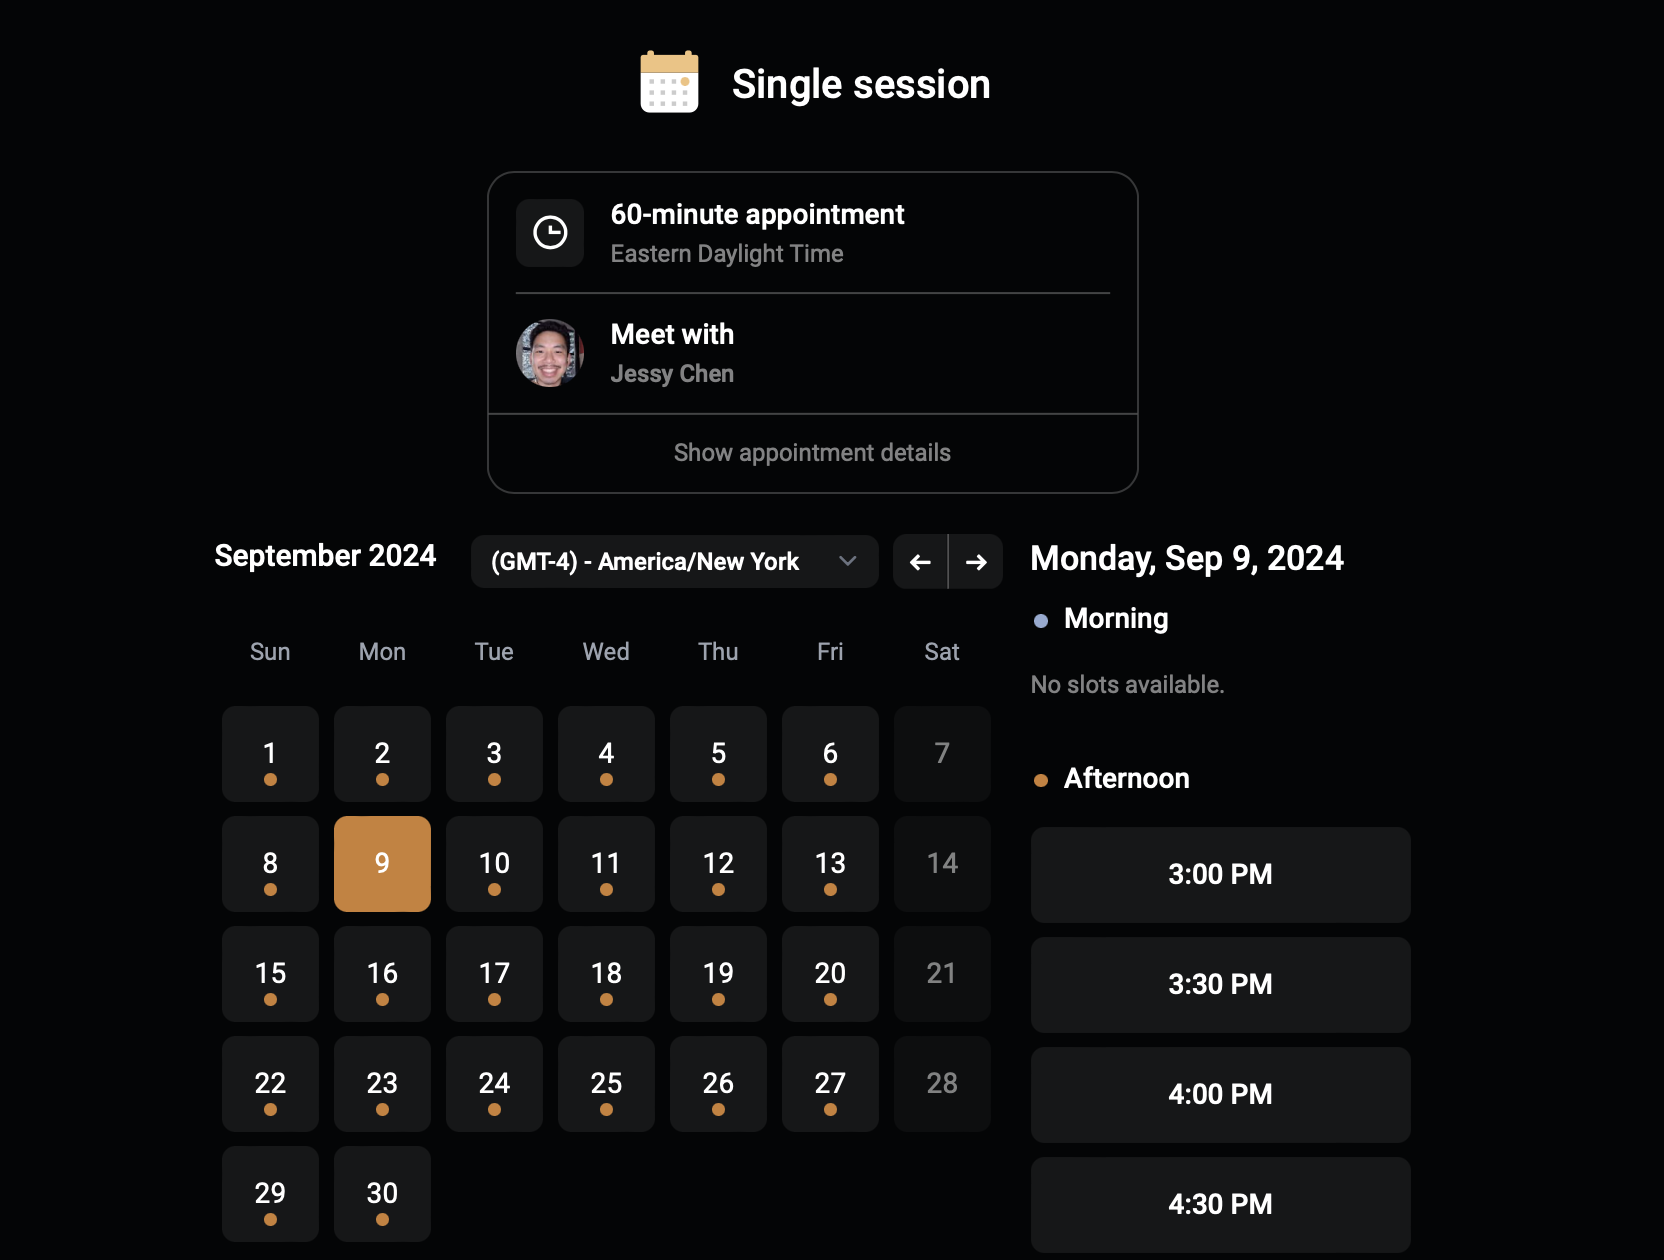 Single session
60-minute appointment
Eastern Daylight Time
Meet with
Jessy Chen
Show appointment details
September 2024
(GMT-4) - America/New York
Sun Mon Tue Wed Thu Fri Sat
1 2 3 4 5 6 7
8 9 10 11 12 13 14
15 16 17 18 19 20 21
22 23 24 25 26 27 28
29 30
Monday, Sep 9, 2024
Morning
No slots available.
Afternoon
3:00 PM
3:30 PM
4:00 PM
4:30 PM